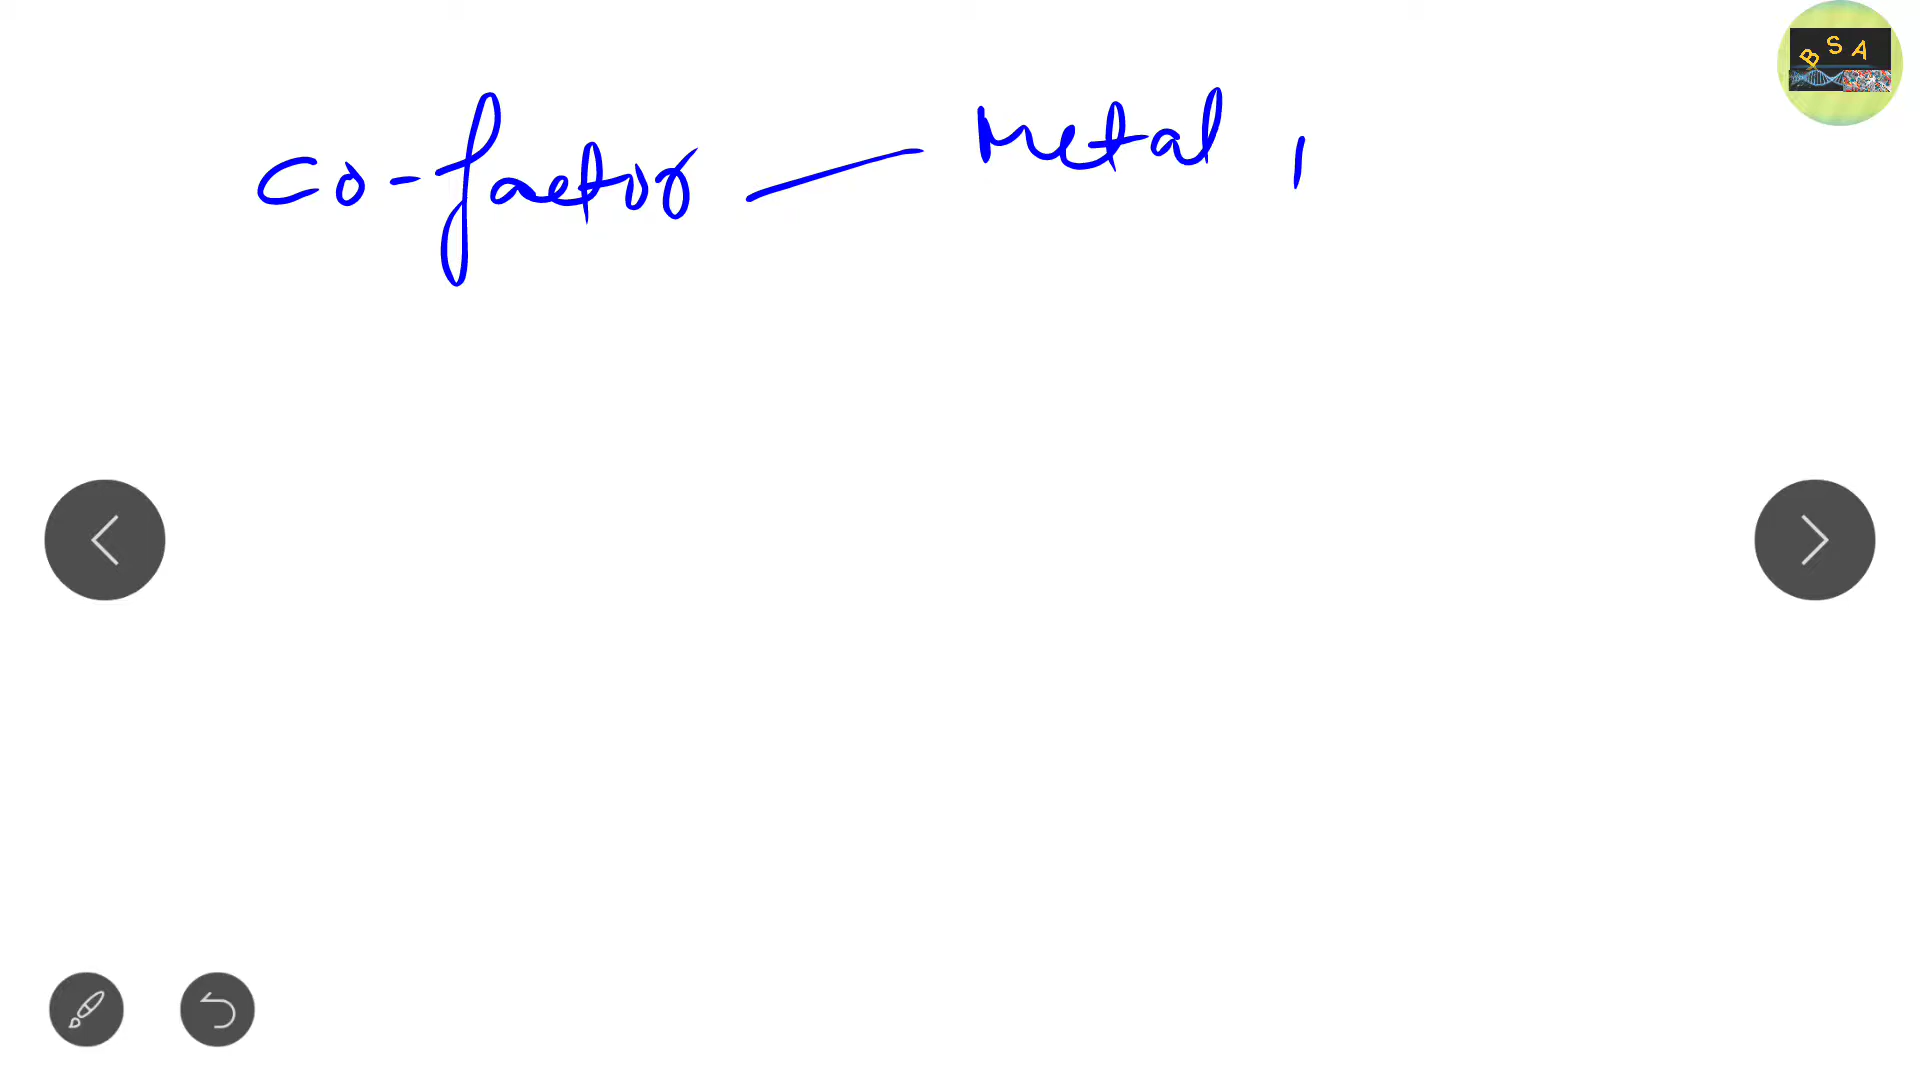 co-factor — Metal
B S A